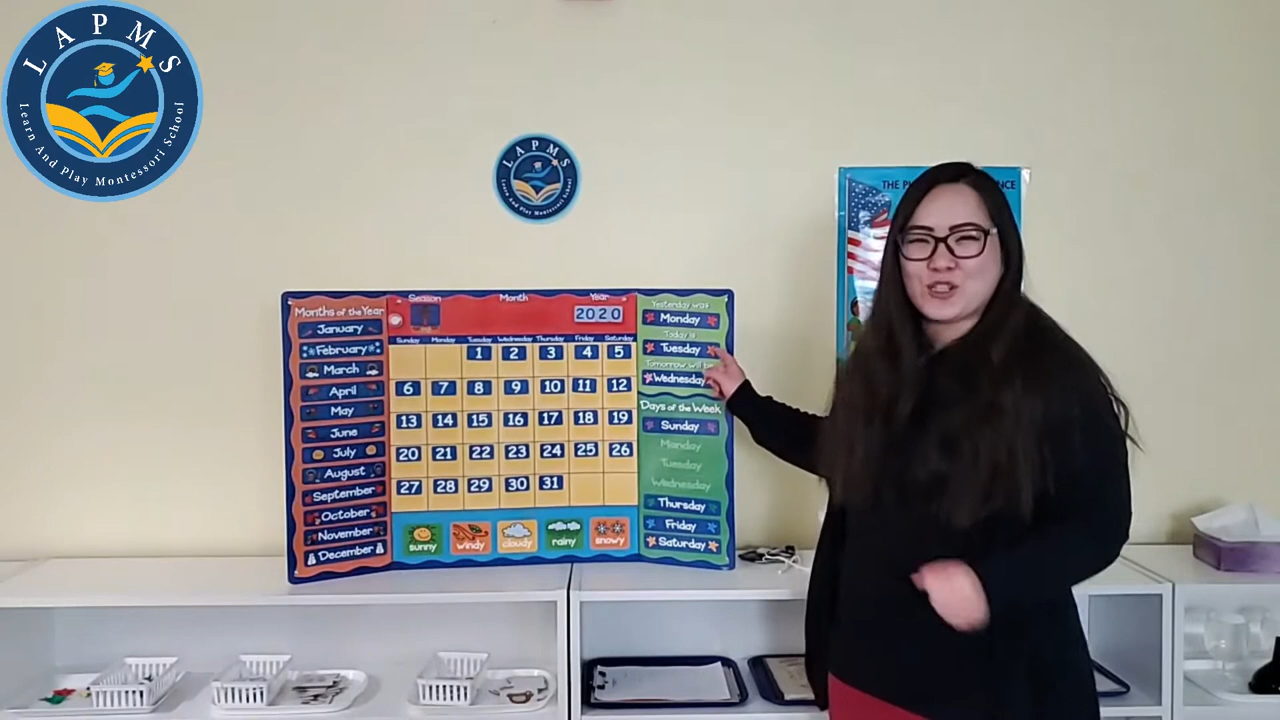 LAPMS
Learn And Play Montessori School
LAPMS
Learn And Play Montessori School
THE
Months of the Year
January
February
March
April
May
June
July
August
September
October
November
December
Season Month Year
2020
Sunday Monday Tuesday Wednesday Thursday Friday Saturday
1 2 3 4 5
6 7 8 9 10 11 12
13 14 15 16 17 18 19
20 21 22 23 24 25 26
27 28 29 30 31
sunny windy cloudy rainy snowy
Yesterday was
Monday
Today is
Tuesday
Tomorrow will be
Wednesday
Days of the Week
Sunday
Monday
Tuesday
Wednesday
Thursday
Friday
Saturday